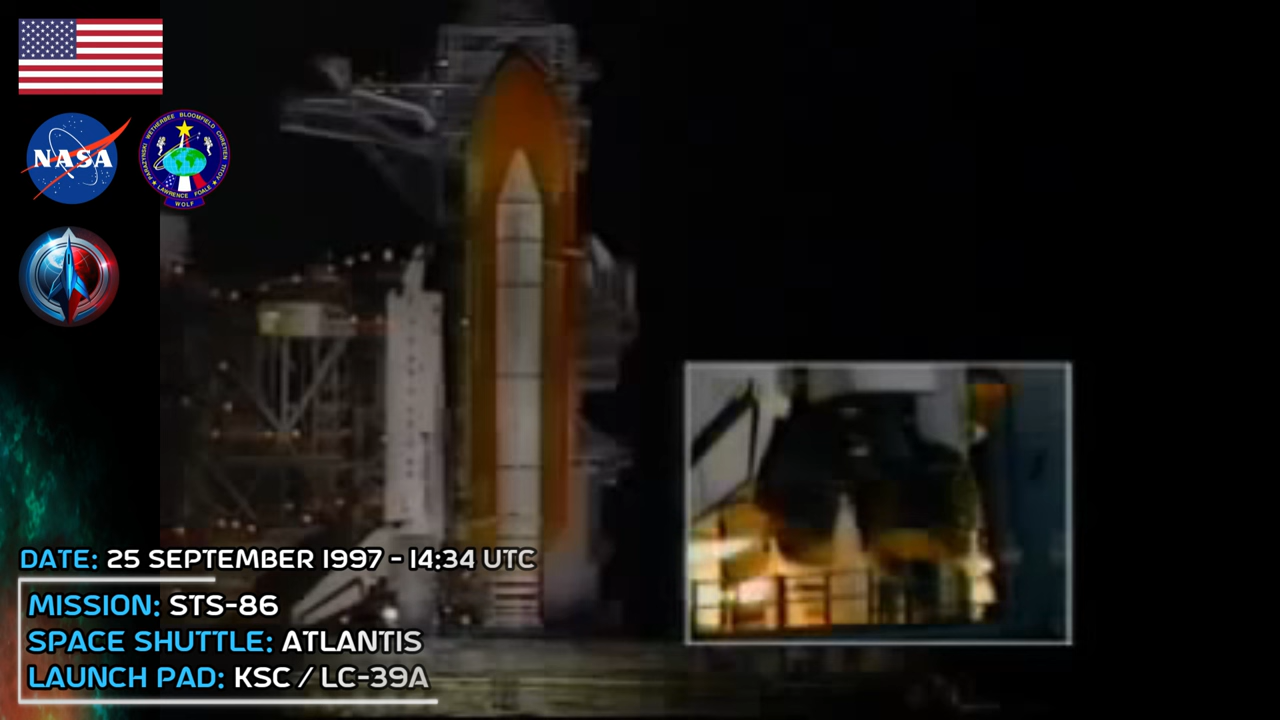 NASA
WETHERBEE BLOOMFIELD CHRETIEN TITOV
PARAZYNSKI
LAWRENCE FOALE
WOLF
DATE: 25 SEPTEMBER 1997 - 14:34 UTC
MISSION: STS-86
SPACE SHUTTLE: ATLANTIS
LAUNCH PAD: KSC / LC-39A